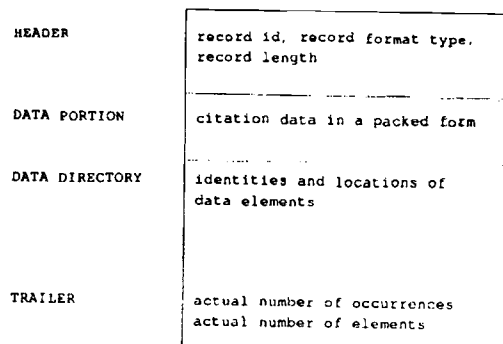 HEADER
record id, record format type,
record length
DATA PORTION
citation data in a packed form
DATA DIRECTORY
identities and locations of
data elements
TRAILER
actual number of occurrences
actual number of elements